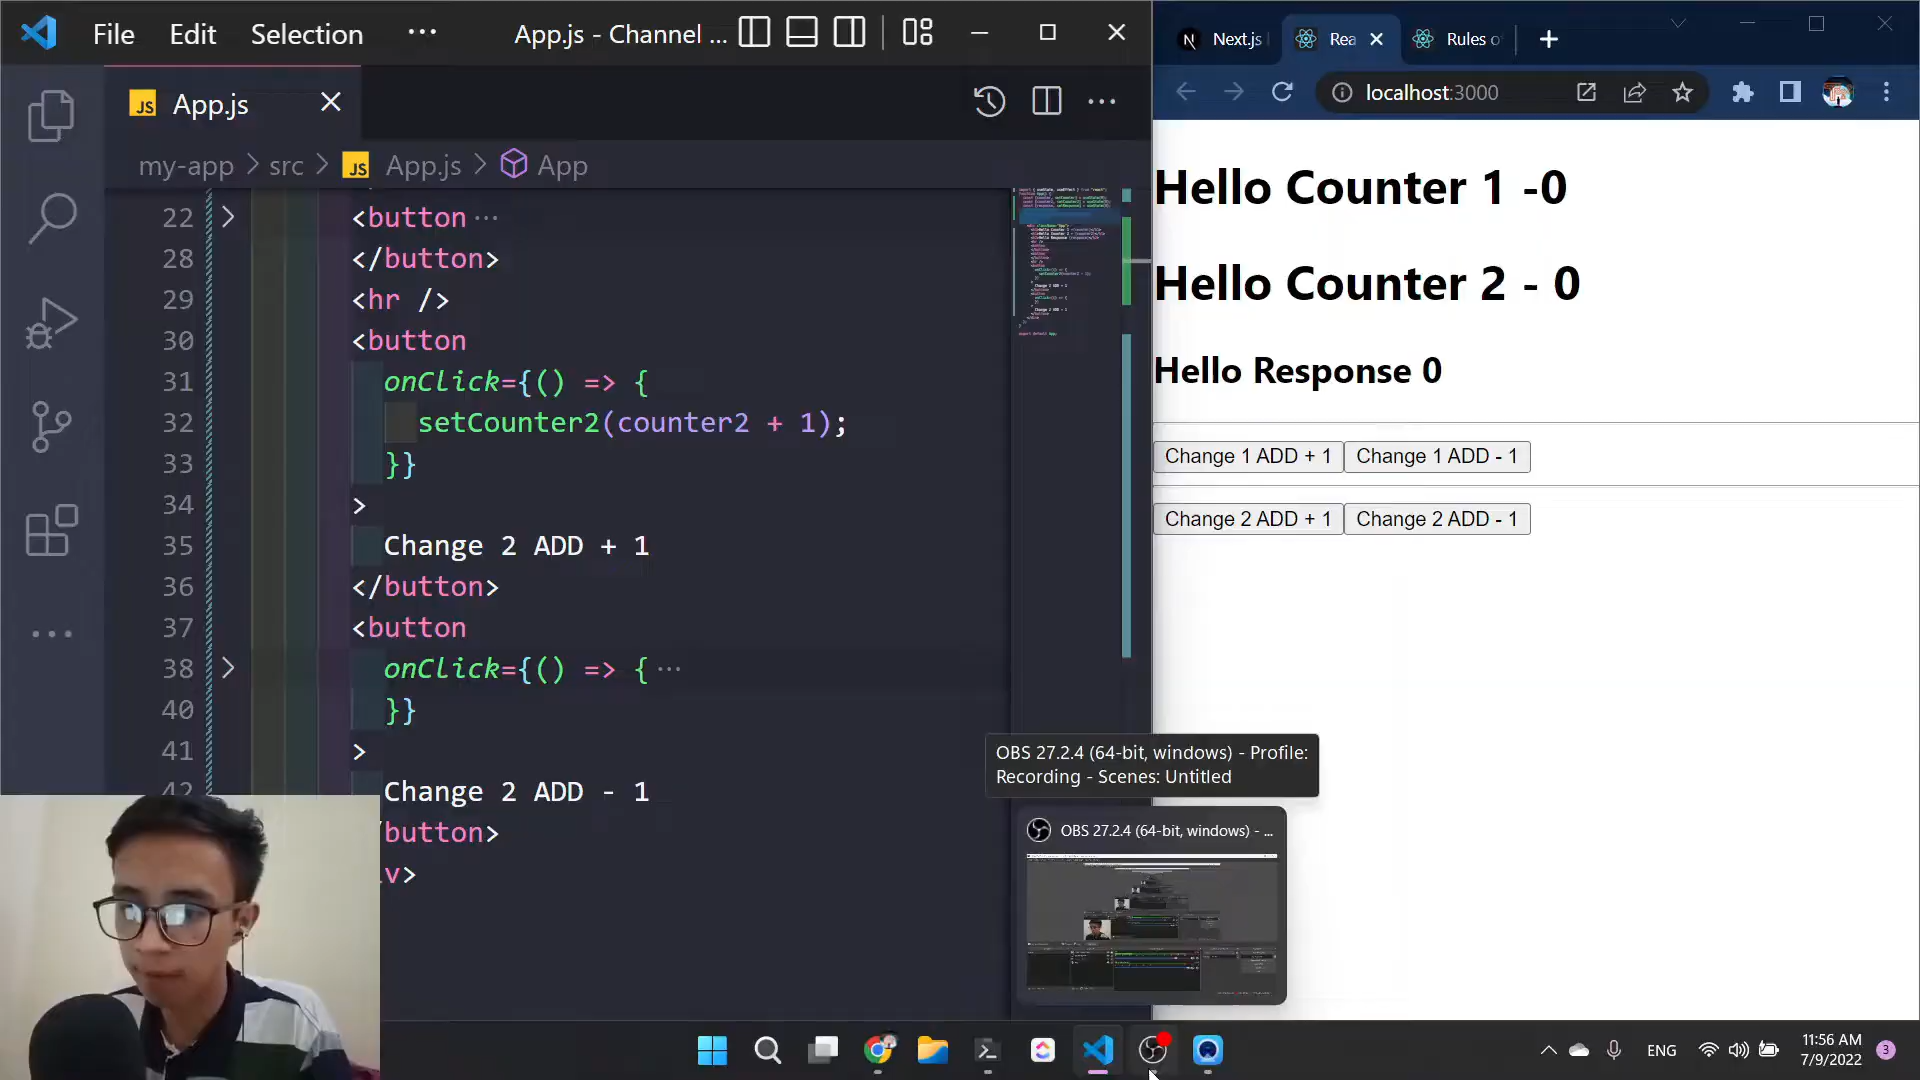 File Edit Selection ··· App.js - Channel ...
JS App.js
my-app > src > JS App.js > App
22 <button ···
28 </button>
29 <hr />
30 <button
31 onClick={() => {
32 setCounter2(counter2 + 1);
33 }}
34 >
35 Change 2 ADD + 1
36 </button>
37 <button
38 onClick={() => { ···
40 }}
41 >
42 Change 2 ADD - 1
button>
v>
Next.js Rea Rules o
localhost:3000
Hello Counter 1 -0
Hello Counter 2 - 0
Hello Response 0
Change 1 ADD + 1 Change 1 ADD - 1
Change 2 ADD + 1 Change 2 ADD - 1
OBS 27.2.4 (64-bit, windows) - Profile:
Recording - Scenes: Untitled
OBS 27.2.4 (64-bit, windows) - ...
ENG 11:56 AM
7/9/2022 3